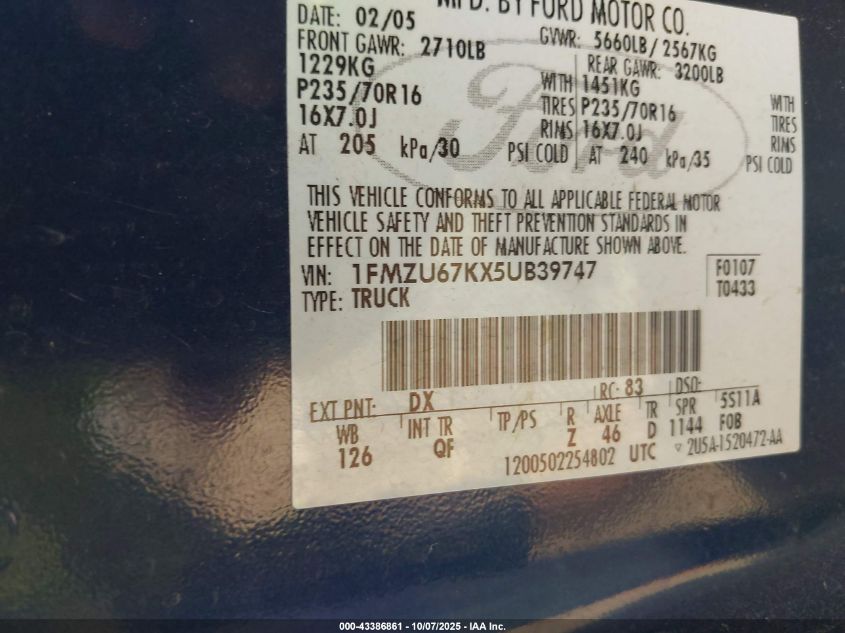 MFD. BY FORD MOTOR CO.
DATE: 02/05 GVWR: 5660LB/ 2567KG
FRONT GAWR: 2710LB REAR GAWR: 3200LB
1229KG WITH 1451KG WITH
P235/70R16 TIRES P235/70R16 TIRES
16X7.0J RIMS 16X7.0J RIMS
AT 205 kPa/30 PSI COLD AT 240 kPa/35 PSI COLD
Ford
THIS VEHICLE CONFORMS TO ALL APPLICABLE FEDERAL MOTOR
VEHICLE SAFETY AND THEFT PREVENTION STANDARDS IN
EFFECT ON THE DATE OF MANUFACTURE SHOWN ABOVE.
VIN: 1FMZU67KX5UB39747 F0107
TYPE: TRUCK T0433
EXT PNT: DX RC: 83 DSO:
WB INT TR TP/PS R AXLE TR SPR 5S11A
126 QF Z 46 D 1144 FOB
1200502254802 UTC ▽ 2U5A-1520472-AA
000-43386861 - 10/07/2025 - IAA Inc.